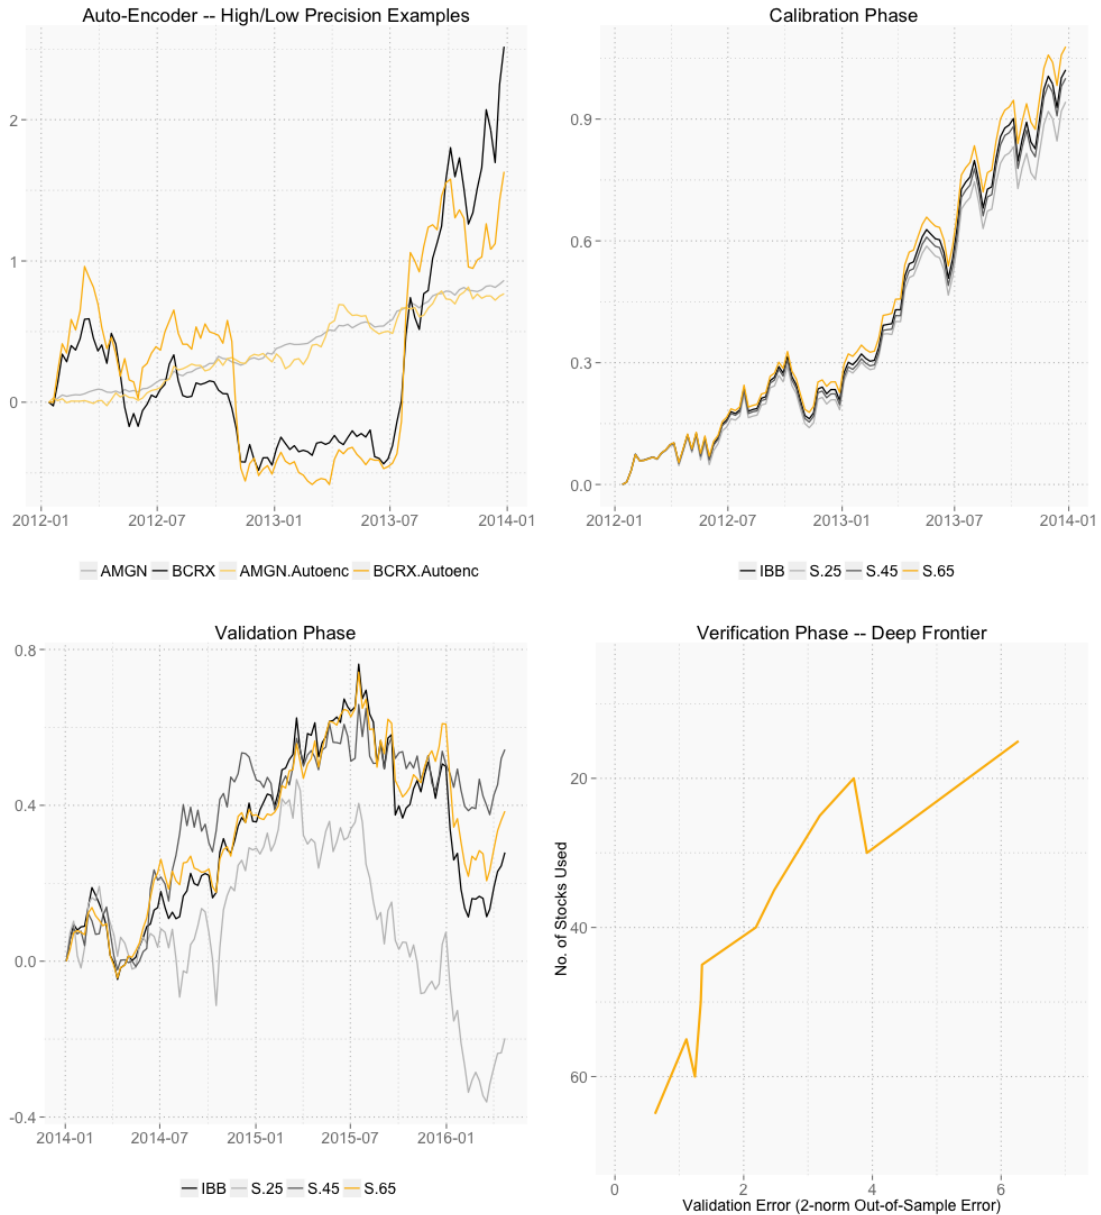 Auto-Encoder -- High/Low Precision Examples
2
1
0
2012-01 2012-07 2013-01 2013-07 2014-01
AMGN BCRX AMGN.Autoenc BCRX.Autoenc
Calibration Phase
0.9
0.6
0.3
0.0
2012-01 2012-07 2013-01 2013-07 2014-01
IBB S.25 S.45 S.65
Validation Phase
0.8
0.4
0.0
-0.4
2014-01 2014-07 2015-01 2015-07 2016-01
IBB S.25 S.45 S.65
Verification Phase -- Deep Frontier
No. of Stocks Used
20
40
60
0 2 4 6
Validation Error (2-norm Out-of-Sample Error)